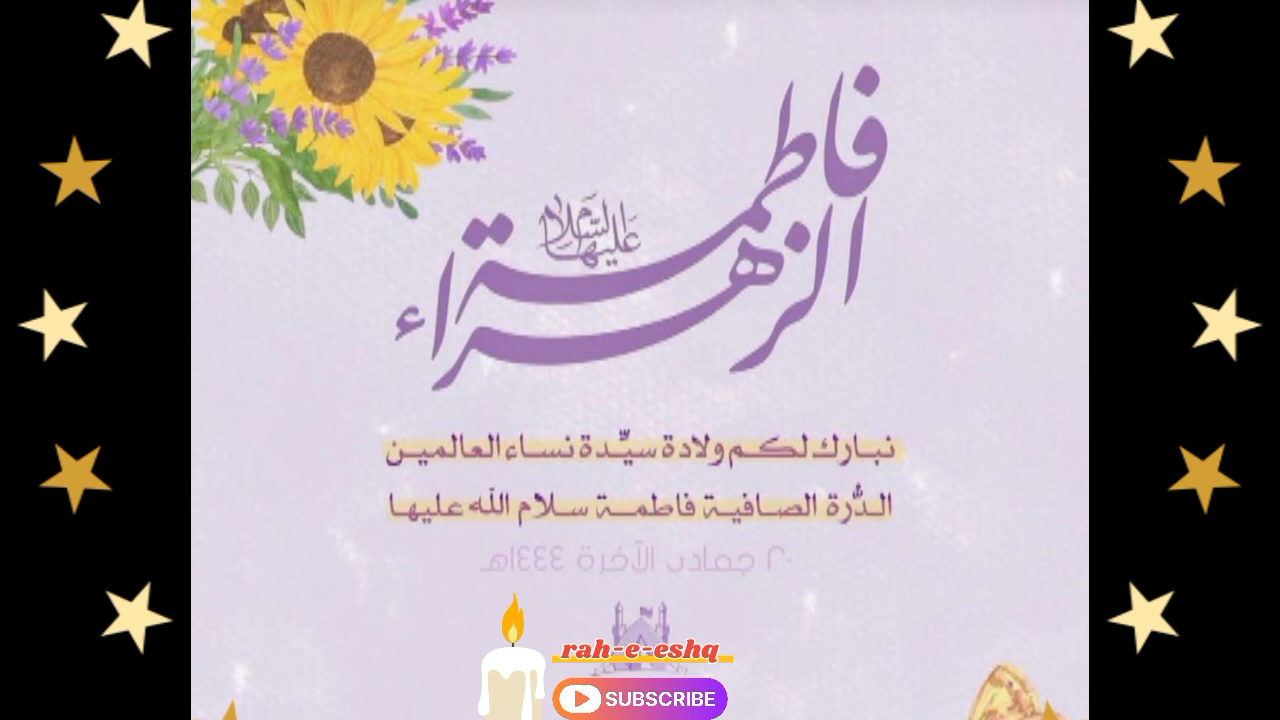 فاطمة
الزهراء
عليها السلام
نبارك لكم ولادة سيّدة نساء العالمين
الدُّرة الصافية فاطمة سلام الله عليها
٢٠ جمادى الآخرة ١٤٤٤هـ
rah-e-eshq
SUBSCRIBE